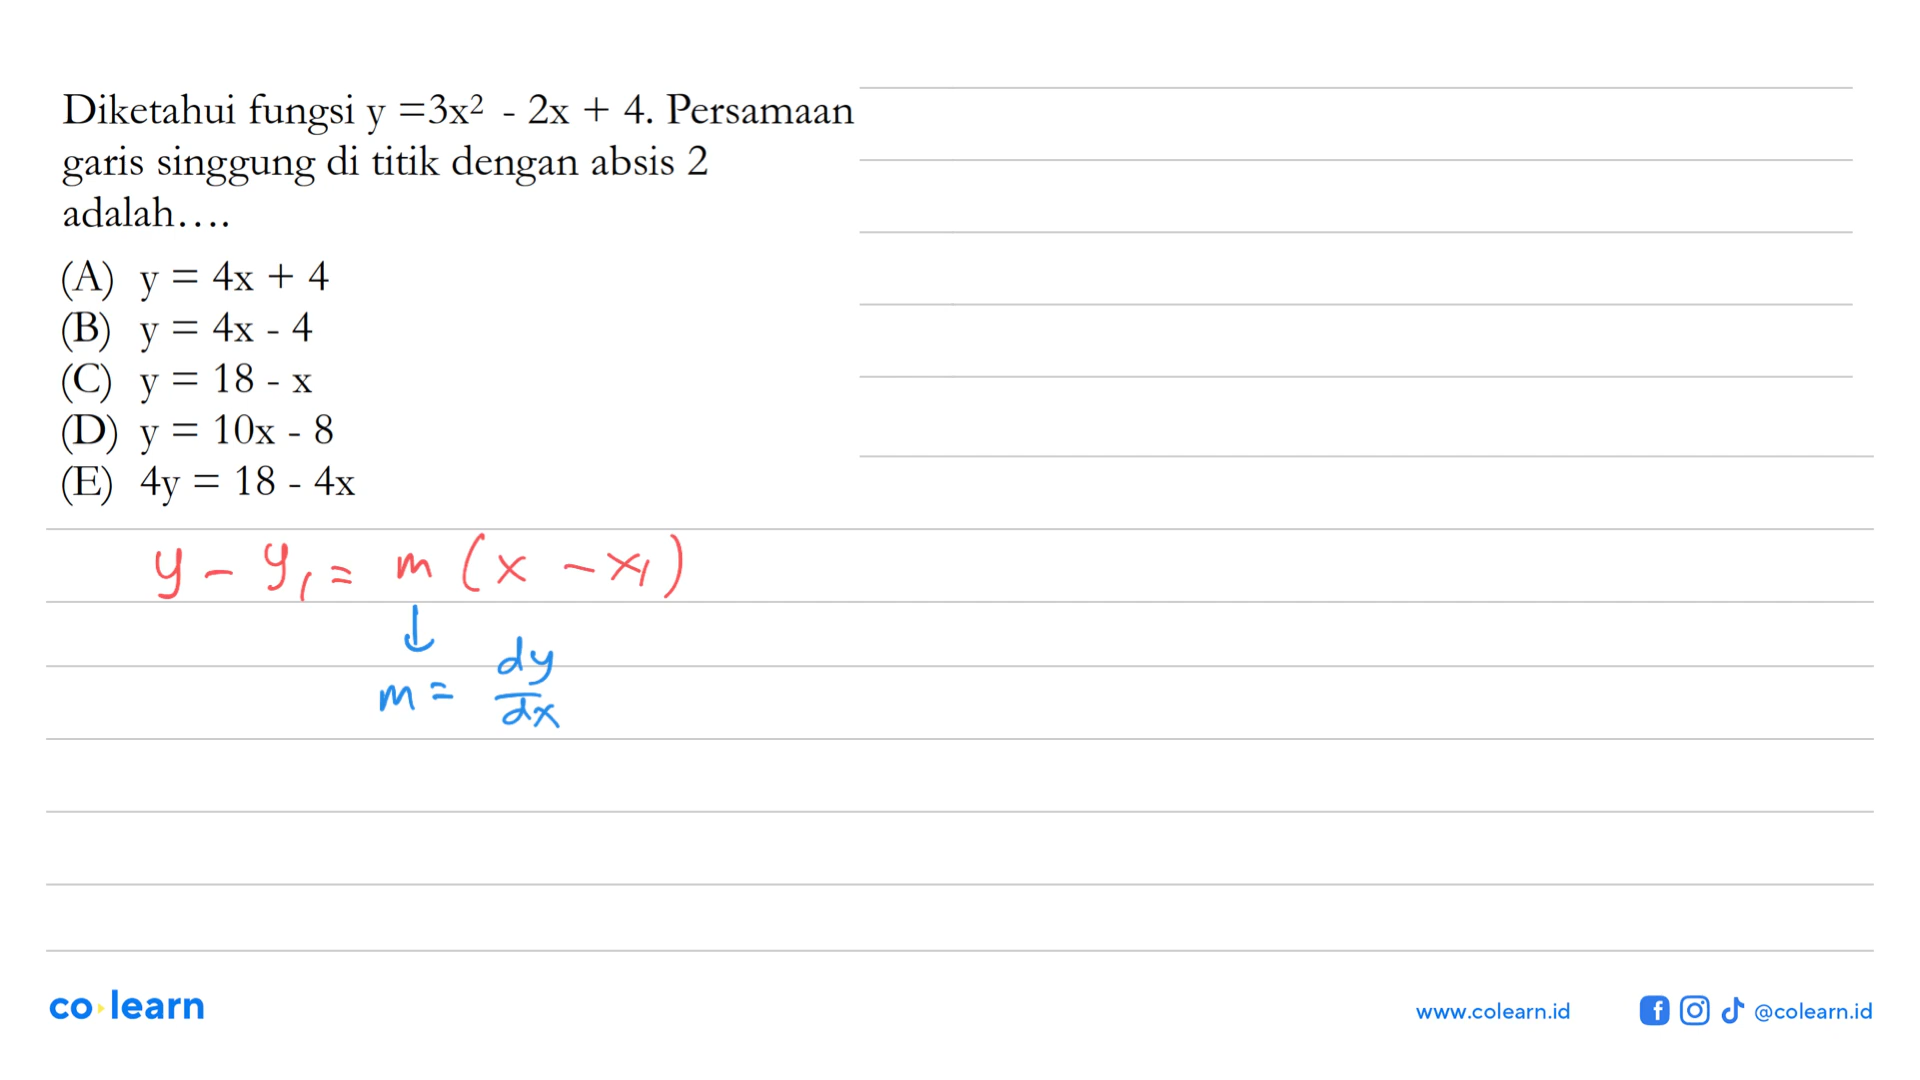 Diketahui fungsi y =3x² - 2x + 4. Persamaan
garis singgung di titik dengan absis 2
adalah....
(A) y = 4x + 4
(B) y = 4x - 4
(C) y = 18 - x
(D) y = 10x - 8
(E) 4y = 18 - 4x
y - y₁ = m (x - x₁)
↓
m = dy/dx
co learn
www.colearn.id
@colearn.id